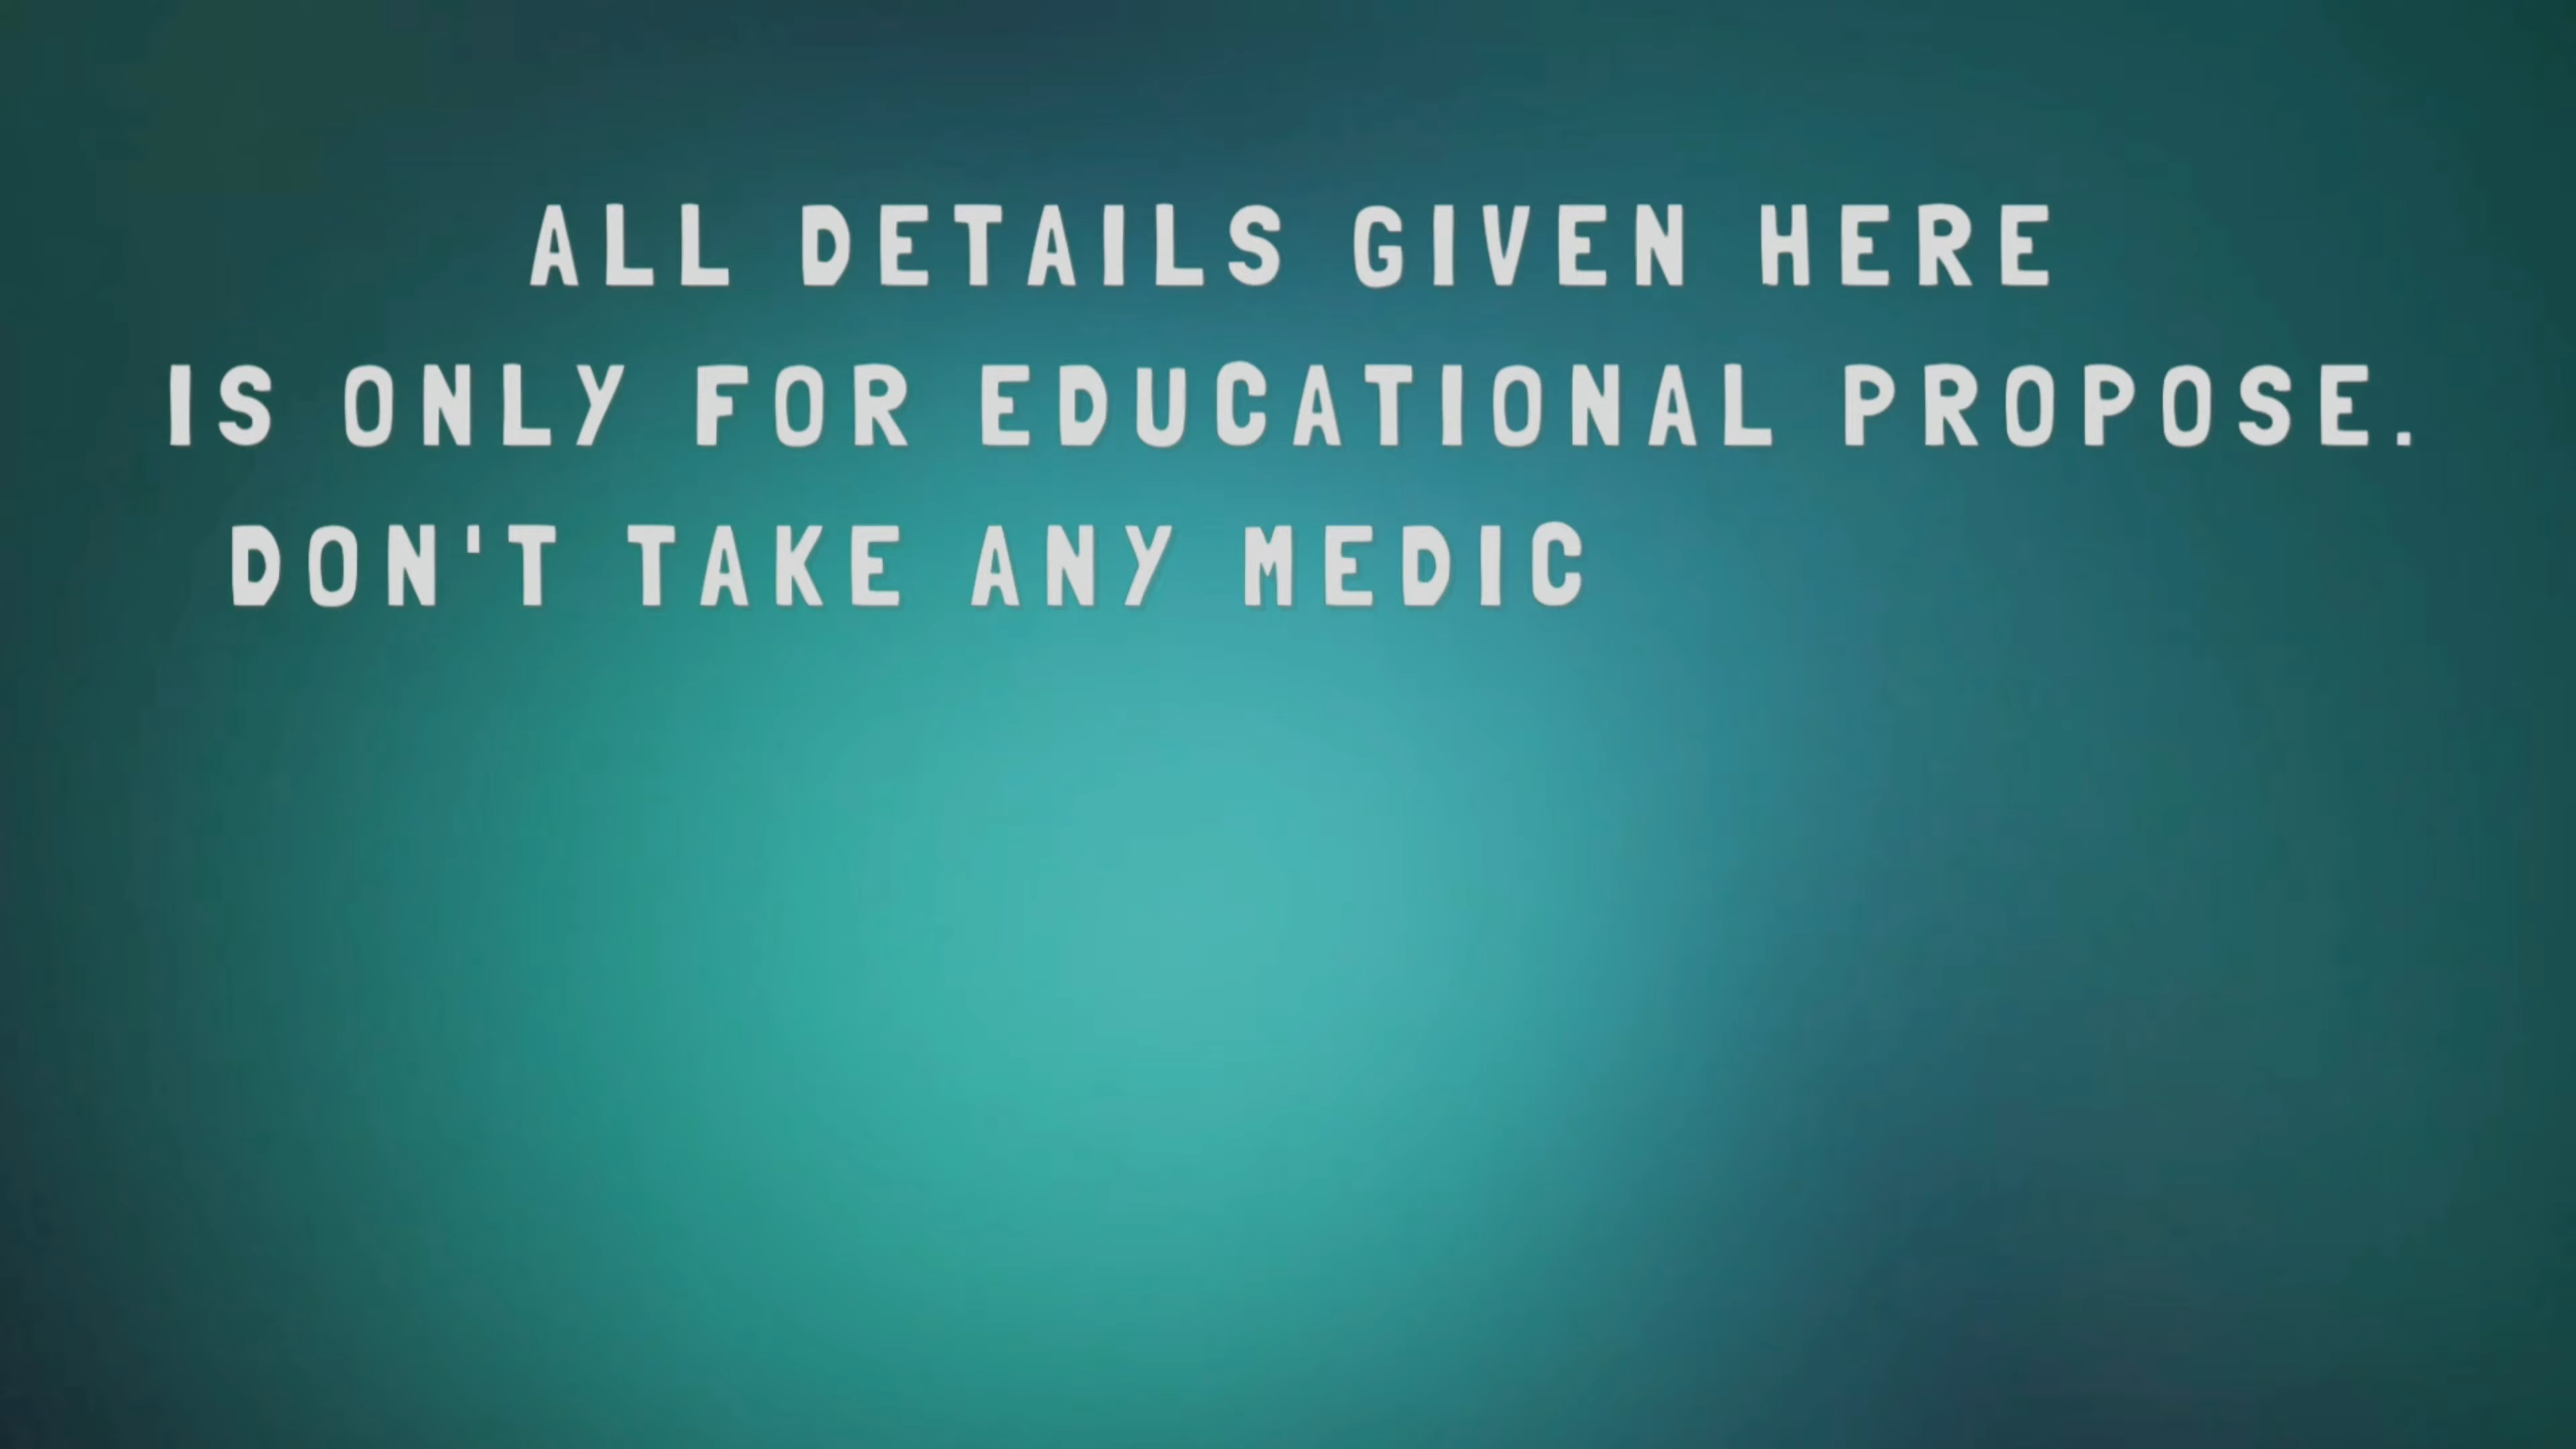 ALL DETAILS GIVEN HERE
IS ONLY FOR EDUCATIONAL PROPOSE.
DON'T TAKE ANY MEDIC